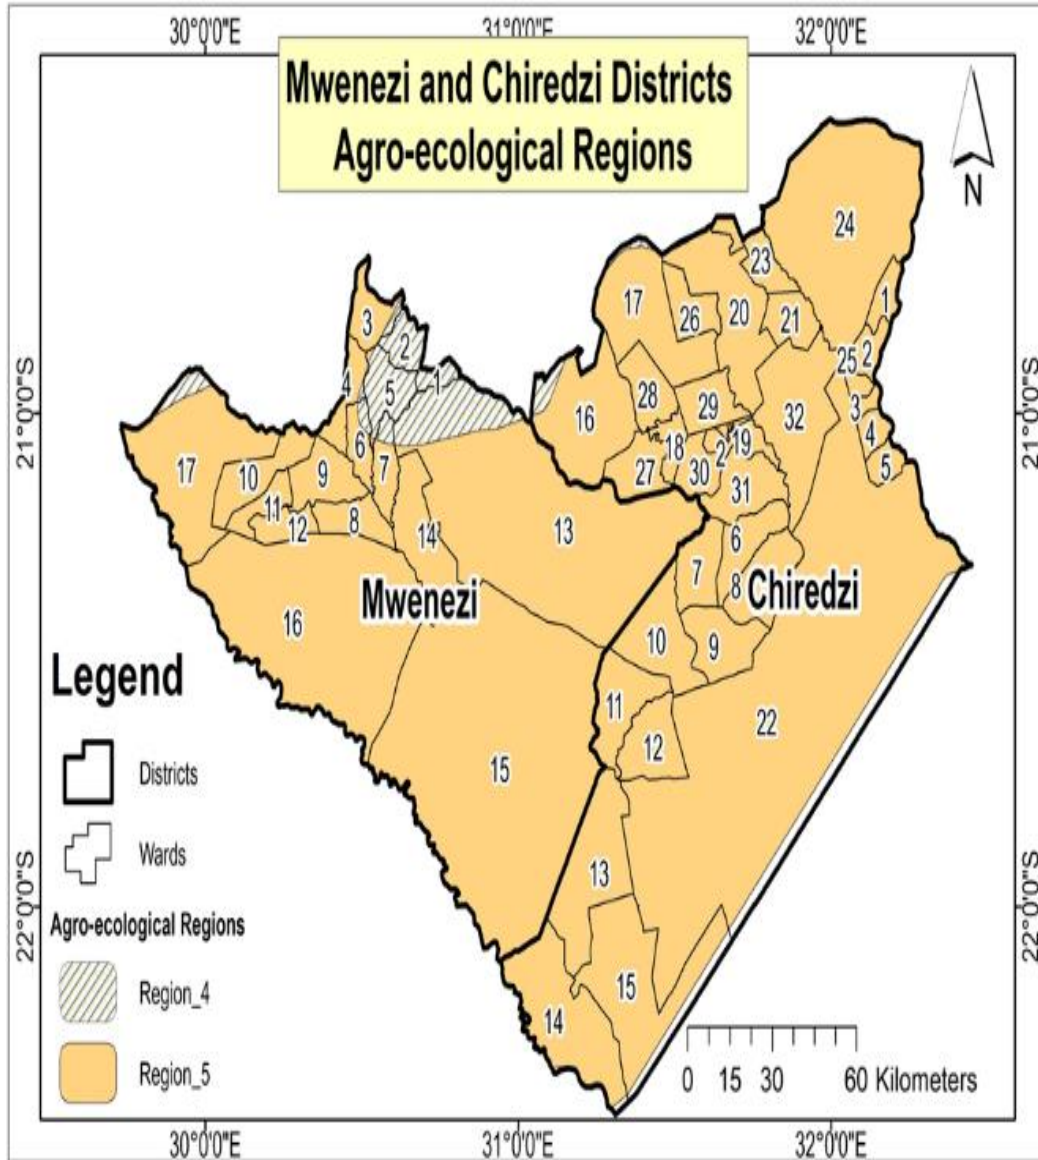 30°0'0"E 31°0'0"E 32°0'0"E
Mwenezi and Chiredzi Districts
Agro-ecological Regions
N
24
23
17
26
20
21
1
3
2
25
2
1
4
5
28
29
3
16
32
21°0'0"S
21°0'0"S
18
19
4
6
7
17
10
9
27
30
2
5
11
31
12
8
14
13
6
7
8
Mwenezi
Chiredzi
16
10
9
Legend
11
22
12
15
Districts
Wards
13
22°0'0"S
22°0'0"S
Agro-ecological Regions
15
Region_4
14
Region_5
0 15 30 60 Kilometers
30°0'0"E 31°0'0"E 32°0'0"E